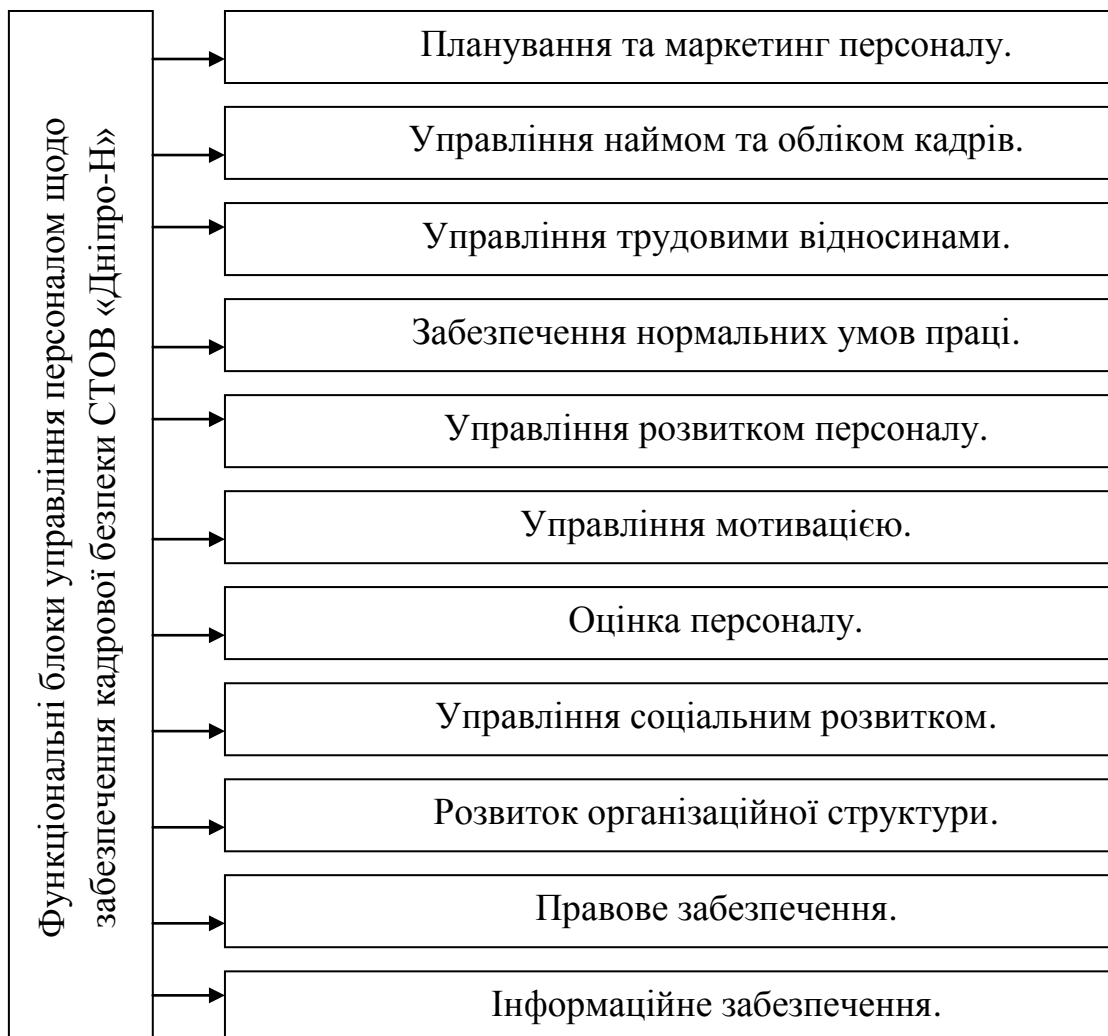 Функціональні блоки управління персоналом щодо
забезпечення кадрової безпеки СТОВ «Дніпро-Н»
Планування та маркетинг персоналу.
Управління наймом та обліком кадрів.
Управління трудовими відносинами.
Забезпечення нормальних умов праці.
Управління розвитком персоналу.
Управління мотивацією.
Оцінка персоналу.
Управління соціальним розвитком.
Розвиток організаційної структури.
Правове забезпечення.
Інформаційне забезпечення.